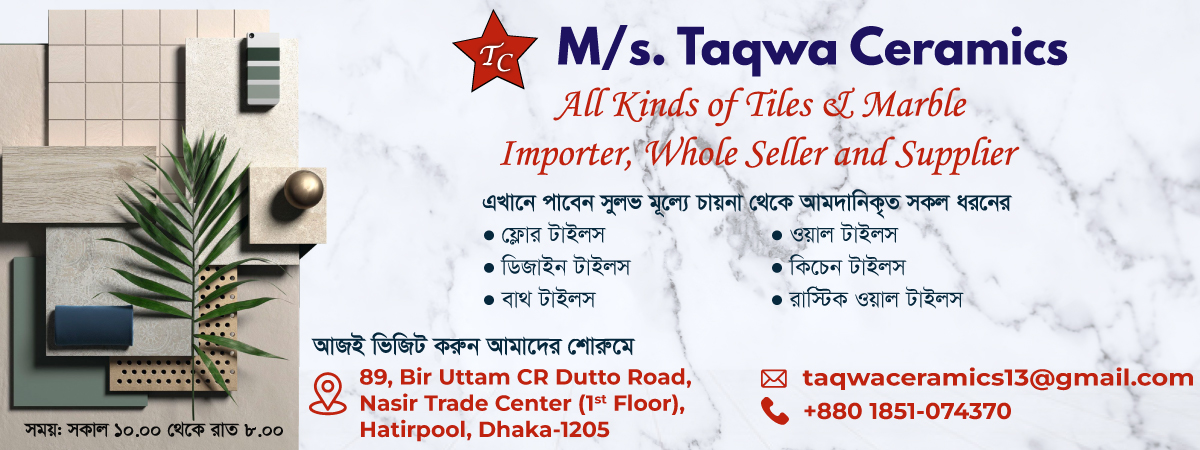 TC
M/s. Taqwa Ceramics
All Kinds of Tiles & Marble
Importer, Whole Seller and Supplier
এখানে পাবেন সুলভ মূল্যে চায়না থেকে আমদানিকৃত সকল ধরনের
• ফ্লোর টাইলস
• ওয়াল টাইলস
• ডিজাইন টাইলস
• কিচেন টাইলস
• বাথ টাইলস
• রাস্টিক ওয়াল টাইলস
আজই ভিজিট করুন আমাদের শোরুমে
89, Bir Uttam CR Dutto Road,
Nasir Trade Center (1st Floor),
Hatirpool, Dhaka-1205
taqwaceramics13@gmail.com
+880 1851-074370
সময়: সকাল ১০.০০ থেকে রাত ৮.০০